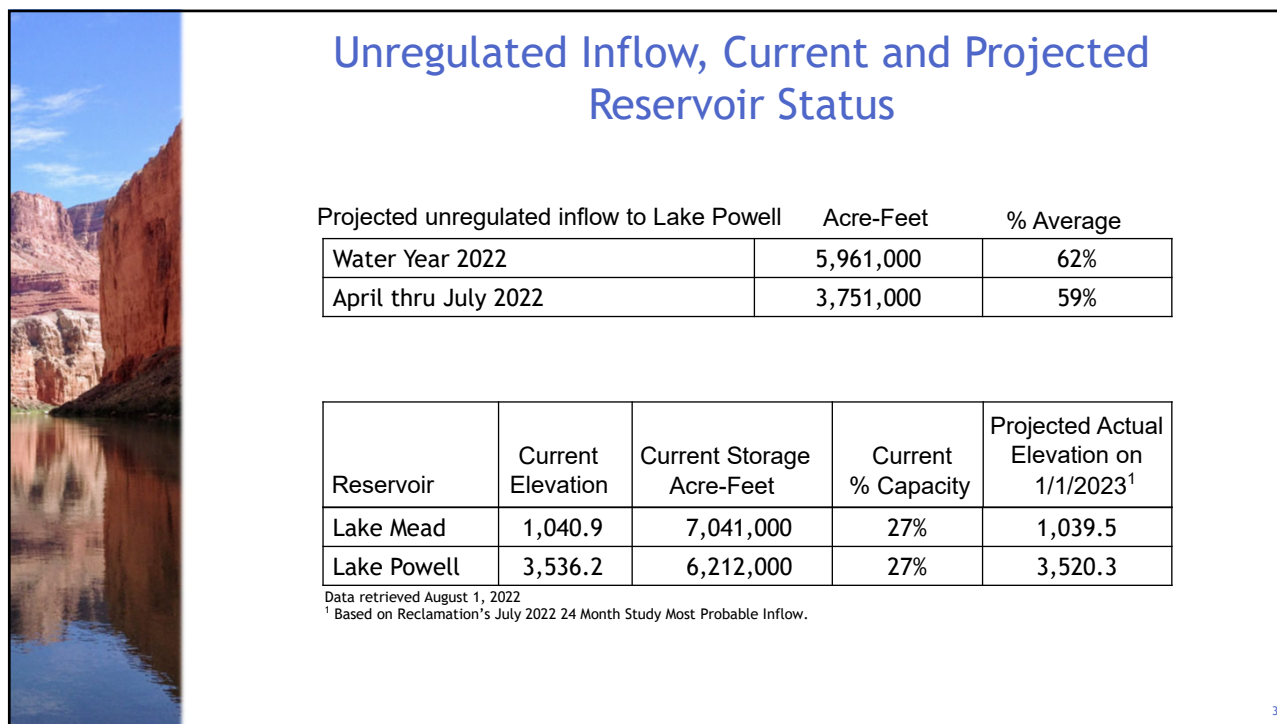 Unregulated Inflow, Current and Projected
Reservoir Status
Projected unregulated inflow to Lake Powell Acre-Feet % Average
Water Year 2022 5,961,000 62%
April thru July 2022 3,751,000 59%
Reservoir Current Elevation Current Storage Acre-Feet Current % Capacity Projected Actual Elevation on 1/1/2023¹
Lake Mead 1,040.9 7,041,000 27% 1,039.5
Lake Powell 3,536.2 6,212,000 27% 3,520.3
Data retrieved August 1, 2022
¹ Based on Reclamation's July 2022 24 Month Study Most Probable Inflow.
3